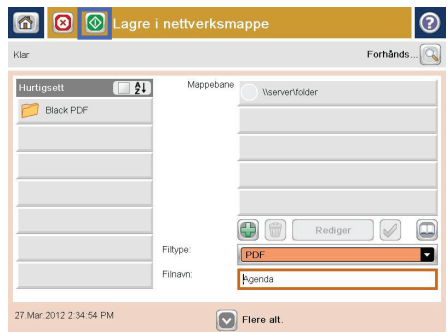 Lagre i nettverksmappe
Klar
Forhånds...
Hurtigsett
Mappebane
\\server\folder
Black PDF
Rediger
Filtype:
PDF
Filnavn:
Agenda
27.Mar.2012 2:34:54 PM
Flere alt.